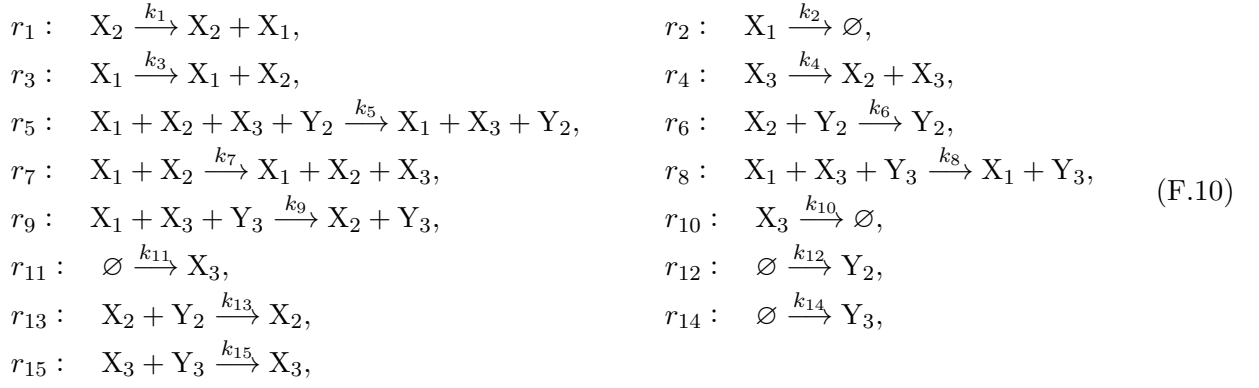 r₁ : X₂ —k₁→ X₂ + X₁, r₂ : X₁ —k₂→ ∅,
r₃ : X₁ —k₃→ X₁ + X₂, r₄ : X₃ —k₄→ X₂ + X₃,
r₅ : X₁ + X₂ + X₃ + Y₂ —k₅→ X₁ + X₃ + Y₂, r₆ : X₂ + Y₂ —k₆→ Y₂,
r₇ : X₁ + X₂ —k₇→ X₁ + X₂ + X₃, r₈ : X₁ + X₃ + Y₃ —k₈→ X₁ + Y₃,
r₉ : X₁ + X₃ + Y₃ —k₉→ X₂ + Y₃, r₁₀ : X₃ —k₁₀→ ∅, (F.10)
r₁₁ : ∅ —k₁₁→ X₃, r₁₂ : ∅ —k₁₂→ Y₂,
r₁₃ : X₂ + Y₂ —k₁₃→ X₂, r₁₄ : ∅ —k₁₄→ Y₃,
r₁₅ : X₃ + Y₃ —k₁₅→ X₃,